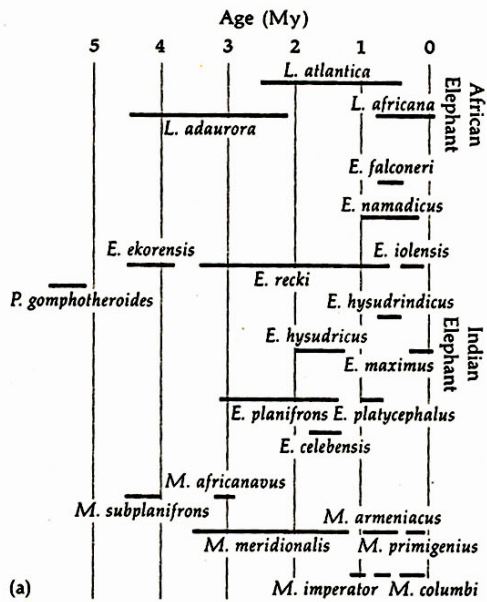 Age (My)
5 4 3 2 1 0
L. atlantica
L. africana
L. adaurora
African
Elephant
E. falconeri
E. namadicus
E. ekorensis
E. iolensis
E. recki
P. gomphotheroides
E. hysudrindicus
E. hysudricus
E. maximus
Indian
Elephant
E. planifrons E. platycephalus
E. celebensis
M. africanavus
M. subplanifrons
M. armeniacus
M. meridionalis
M. primigenius
(a)
M. imperator M. columbi